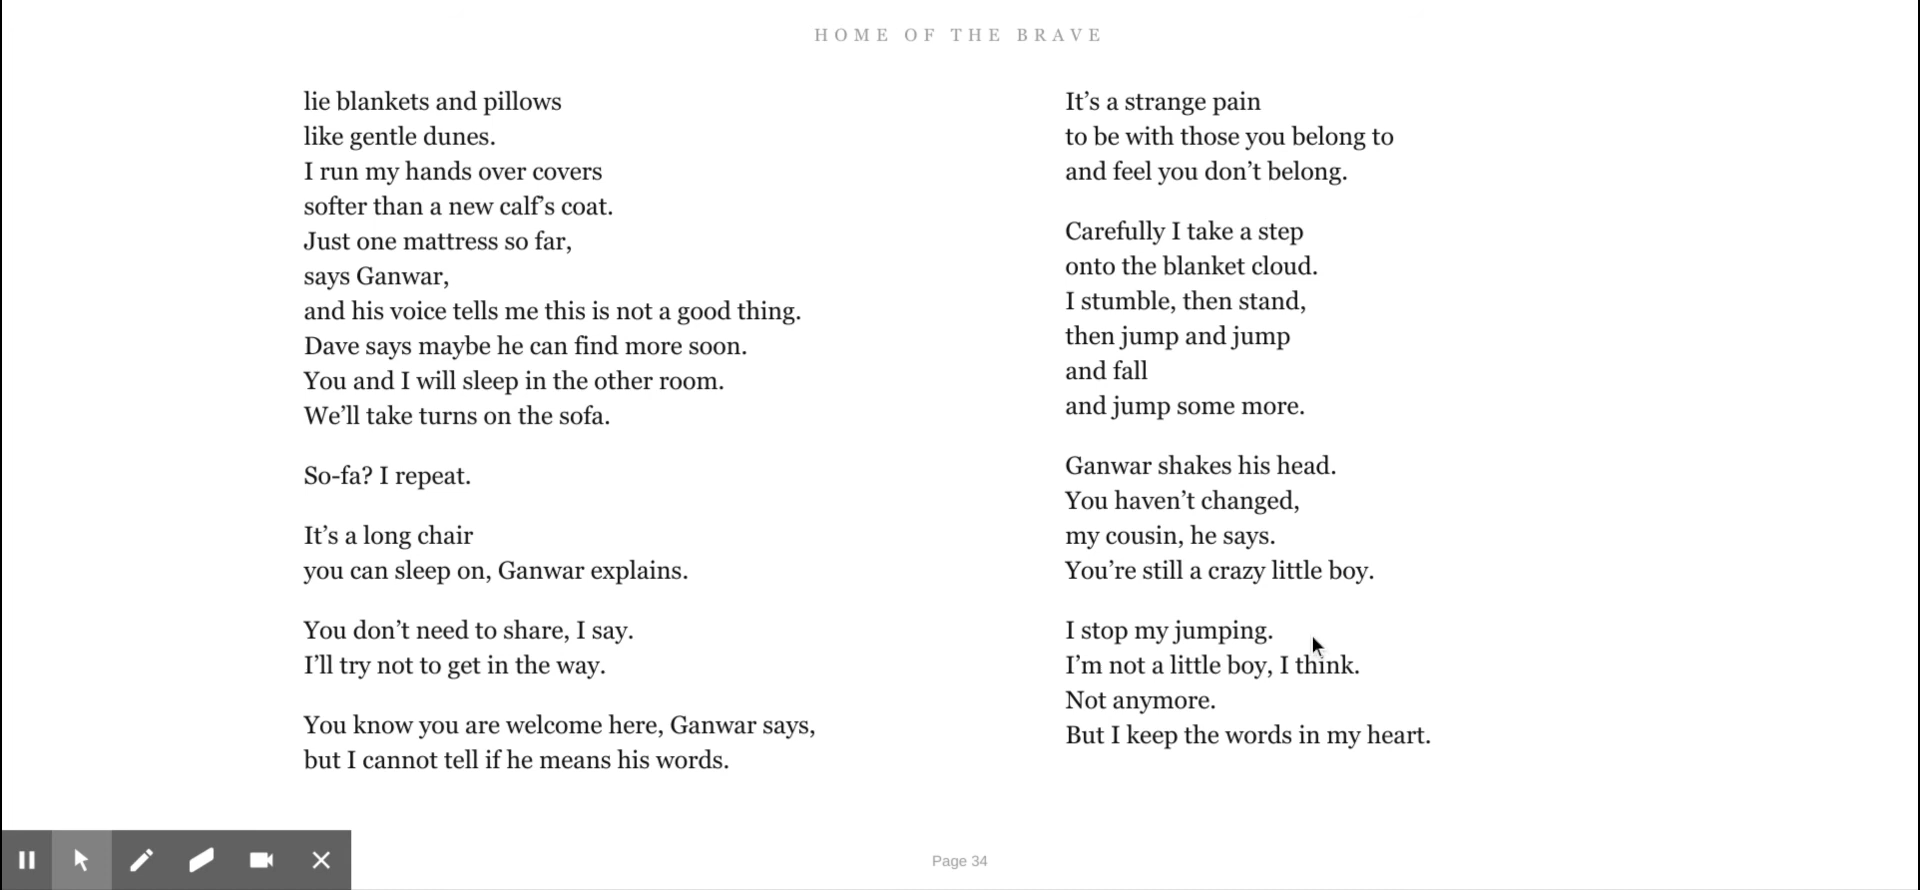 HOME OF THE BRAVE
lie blankets and pillows
like gentle dunes.
I run my hands over covers
softer than a new calf’s coat.
Just one mattress so far,
says Ganwar,
and his voice tells me this is not a good thing.
Dave says maybe he can find more soon.
You and I will sleep in the other room.
We’ll take turns on the sofa.
So-fa? I repeat.
It’s a long chair
you can sleep on, Ganwar explains.
You don’t need to share, I say.
I’ll try not to get in the way.
You know you are welcome here, Ganwar says,
but I cannot tell if he means his words.
It’s a strange pain
to be with those you belong to
and feel you don’t belong.
Carefully I take a step
onto the blanket cloud.
I stumble, then stand,
then jump and jump
and fall
and jump some more.
Ganwar shakes his head.
You haven’t changed,
my cousin, he says.
You’re still a crazy little boy.
I stop my jumping.
I’m not a little boy, I think.
Not anymore.
But I keep the words in my heart.
Page 34